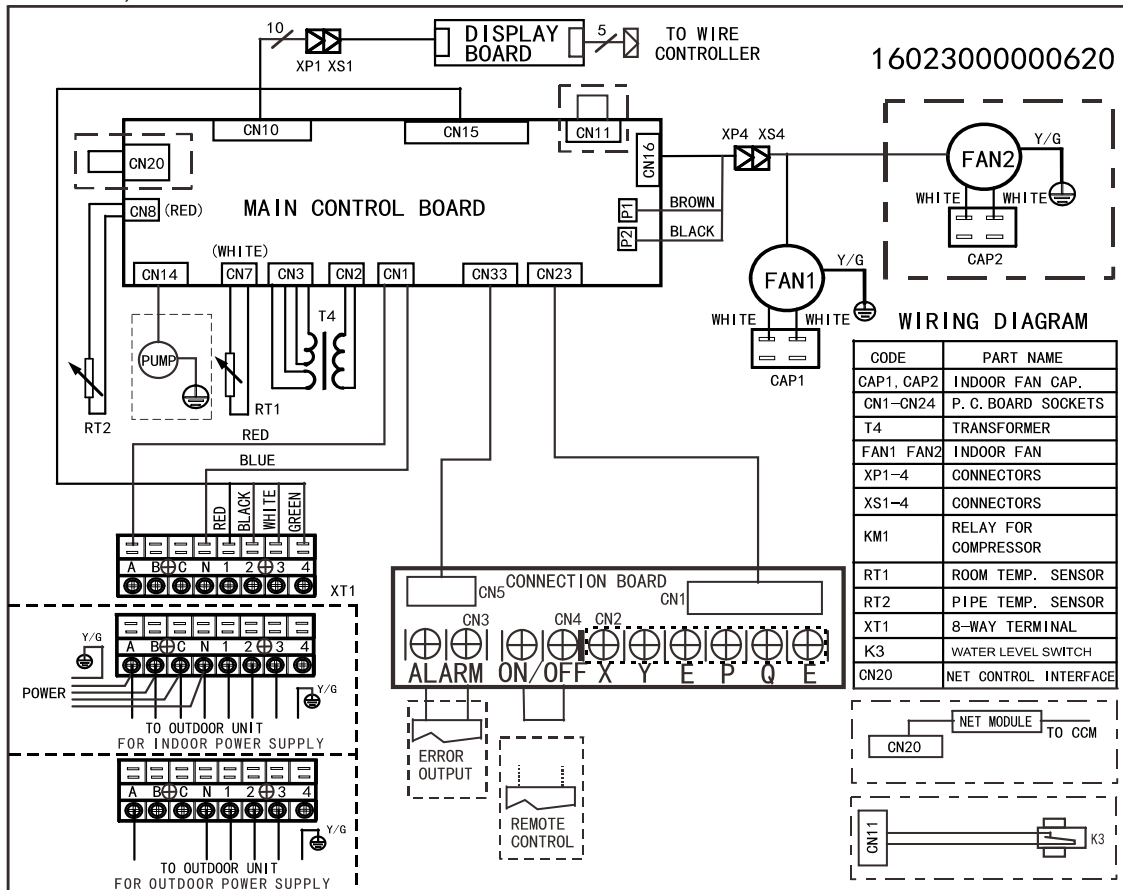 10
XP1 XS1
DISPLAY
BOARD
5
TO WIRE
CONTROLLER
16023000000620
CN10
CN15
CN11
CN16
CN20
CN8 (RED)
MAIN CONTROL BOARD
P1
BROWN
P2
BLACK
XP4 XS4
FAN2
Y/G
WHITE
WHITE
CAP2
FAN1
Y/G
WHITE
WHITE
CAP1
(WHITE)
CN14
CN7
CN3
CN2
CN1
CN33
CN23
T4
PUMP
RT1
RT2
RED
BLUE
RED
BLACK
WHITE
GREEN
A B C N 1 2 3 4
XT1
Y/G
A B C N 1 2 3 4
POWER
Y/G
TO OUTDOOR UNIT
FOR INDOOR POWER SUPPLY
A B C N 1 2 3 4
Y/G
TO OUTDOOR UNIT
FOR OUTDOOR POWER SUPPLY
CONNECTION BOARD
CN5
CN1
CN3
CN4
CN2
ALARM ON/OFF X Y E P Q E
ERROR
OUTPUT
REMOTE
CONTROL
WIRING DIAGRAM
CODE PART NAME
CAP1, CAP2 INDOOR FAN CAP.
CN1-CN24 P.C.BOARD SOCKETS
T4 TRANSFORMER
FAN1 FAN2 INDOOR FAN
XP1-4 CONNECTORS
XS1-4 CONNECTORS
KM1 RELAY FOR
COMPRESSOR
RT1 ROOM TEMP. SENSOR
RT2 PIPE TEMP. SENSOR
XT1 8-WAY TERMINAL
K3 WATER LEVEL SWITCH
CN20 NET CONTROL INTERFACE
NET MODULE
TO CCM
CN20
CN11
K3